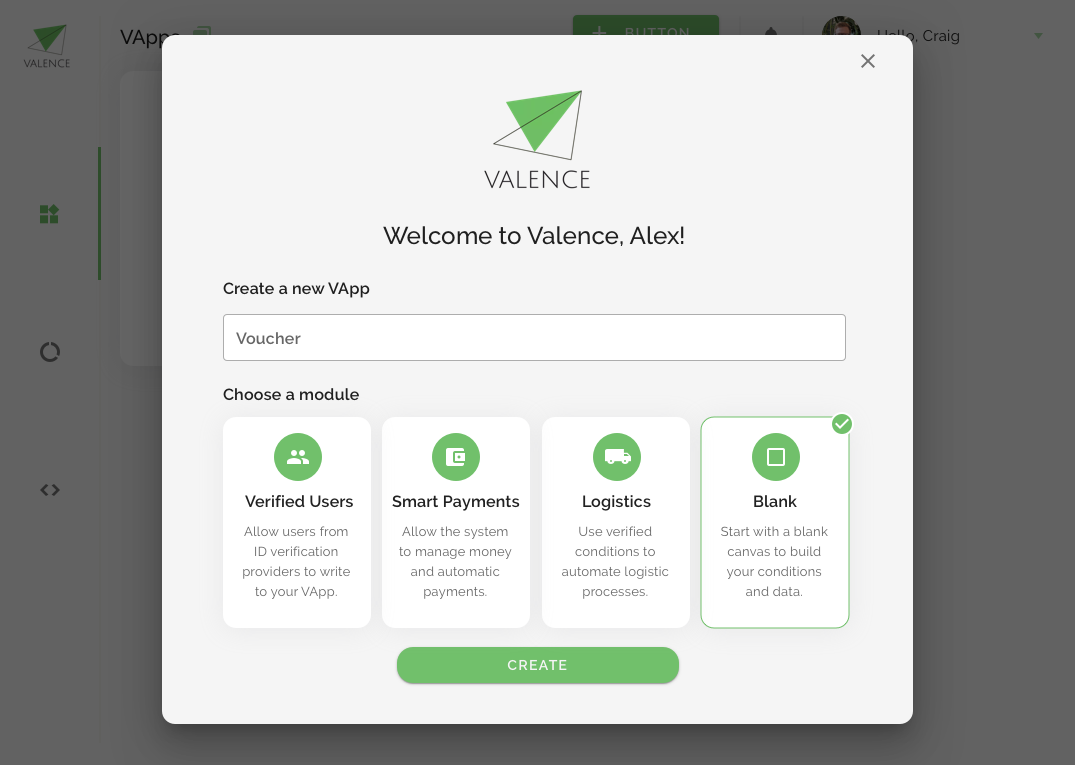 VApps
BUTTON
Hello, Craig
VALENCE
VALENCE
Welcome to Valence, Alex!
Create a new VApp
Voucher
Choose a module
Verified Users
Allow users from
ID verification
providers to write
to your VApp.
Smart Payments
Allow the system
to manage money
and automatic
payments.
Logistics
Use verified
conditions to
automate logistic
processes.
Blank
Start with a blank
canvas to build
your conditions
and data.
CREATE